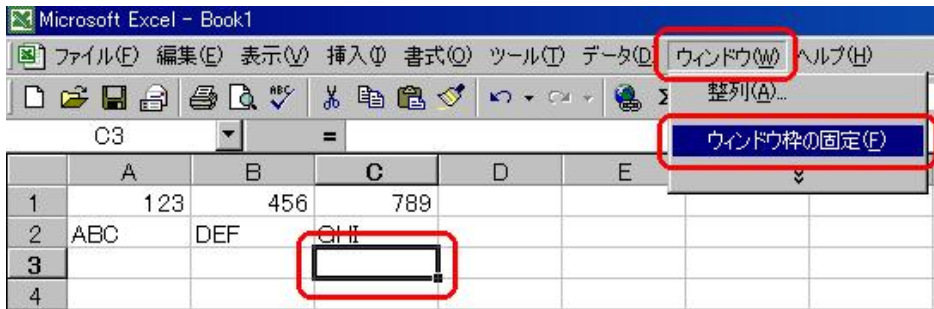 Microsoft Excel - Book1
ファイル(F) 編集(E) 表示(V) 挿入(I) 書式(O) ツール(T) データ(D) ウィンドウ(W) ヘルプ(H)
ABC Σ 整列(A)...
C3 = ウィンドウ枠の固定(F)
A B C D E
1 123 456 789
2 ABC DEF GHI
3
4